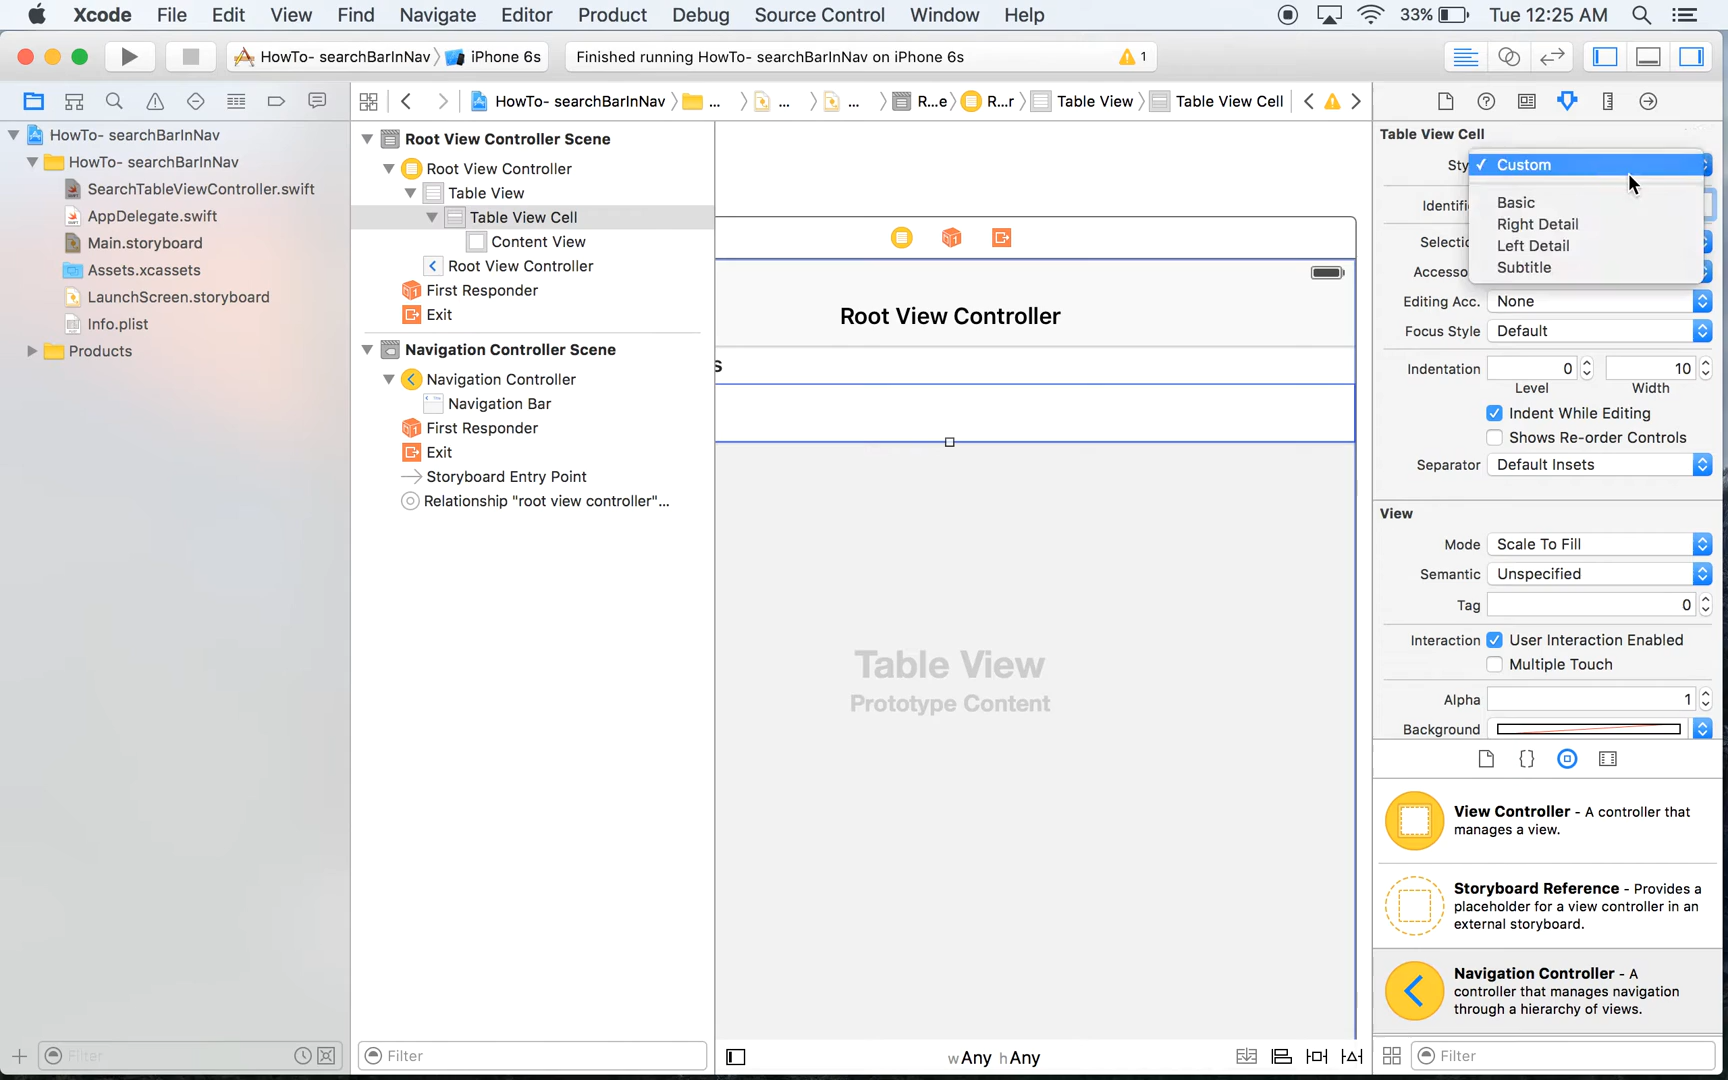 Xcode File Edit View Find Navigate Editor Product Debug Source Control Window Help 33% Tue 12:25 AM
HowTo- searchBarInNav iPhone 6s Finished running HowTo- searchBarInNav on iPhone 6s 1
HowTo- searchBarInNav ... ... R...e R...r Table View Table View Cell
HowTo- searchBarInNav
HowTo- searchBarInNav
SearchTableViewController.swift
AppDelegate.swift
Main.storyboard
Assets.xcassets
LaunchScreen.storyboard
Info.plist
Products
Filter
Root View Controller Scene
Root View Controller
Table View
Table View Cell
Content View
Root View Controller
First Responder
Exit
Navigation Controller Scene
Navigation Controller
Navigation Bar
First Responder
Exit
Storyboard Entry Point
Relationship "root view controller"...
Filter
Root View Controller
s
Table View
Prototype Content
wAny hAny
Table View Cell
Sty Custom
Basic
Right Detail
Left Detail
Subtitle
Identifi
Selectio
Accesso
Editing Acc. None
Focus Style Default
Indentation 0 10
Level Width
Indent While Editing
Shows Re-order Controls
Separator Default Insets
View
Mode Scale To Fill
Semantic Unspecified
Tag 0
Interaction User Interaction Enabled
Multiple Touch
Alpha 1
Background
{}
View Controller - A controller that
manages a view.
Storyboard Reference - Provides a
placeholder for a view controller in an
external storyboard.
Navigation Controller - A
controller that manages navigation
through a hierarchy of views.
Filter